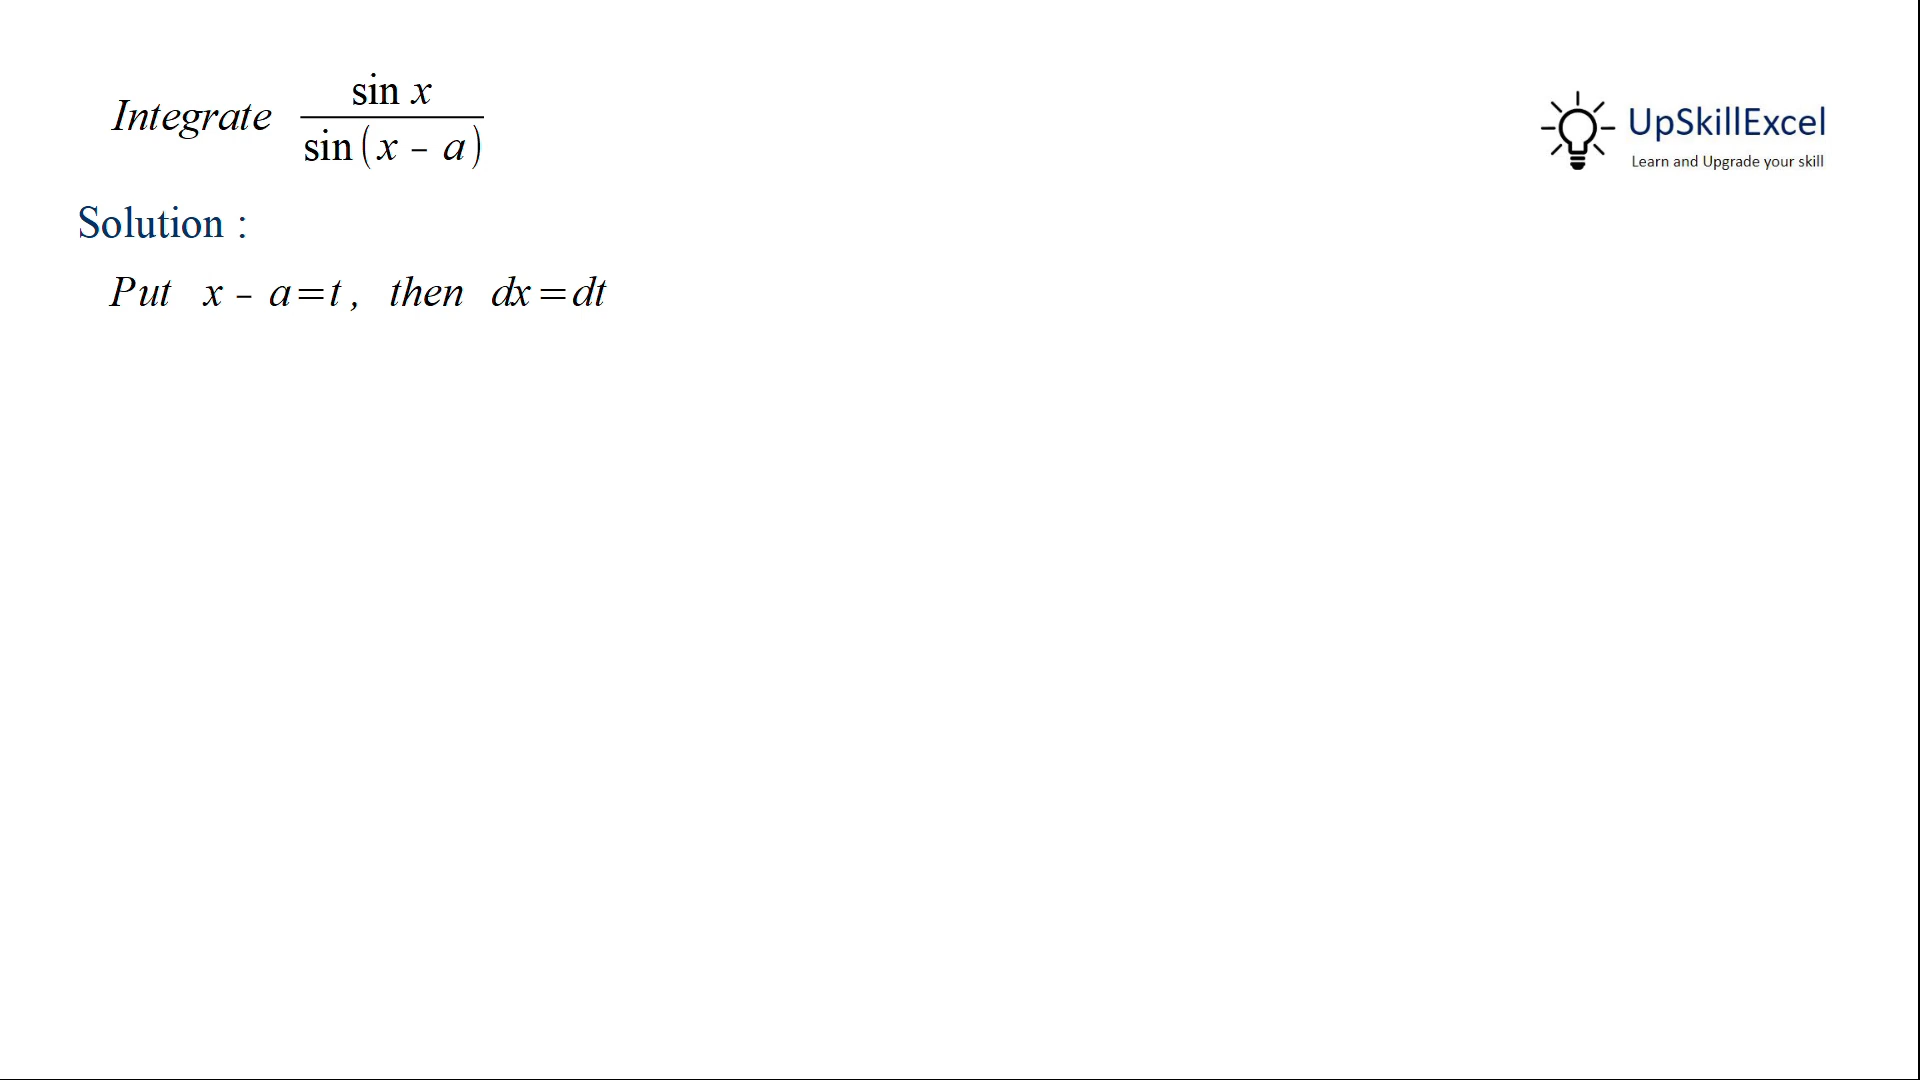 Integrate sin x / sin(x – a)
UpSkillExcel
Learn and Upgrade your skill
Solution :
Put x – a=t, then dx=dt